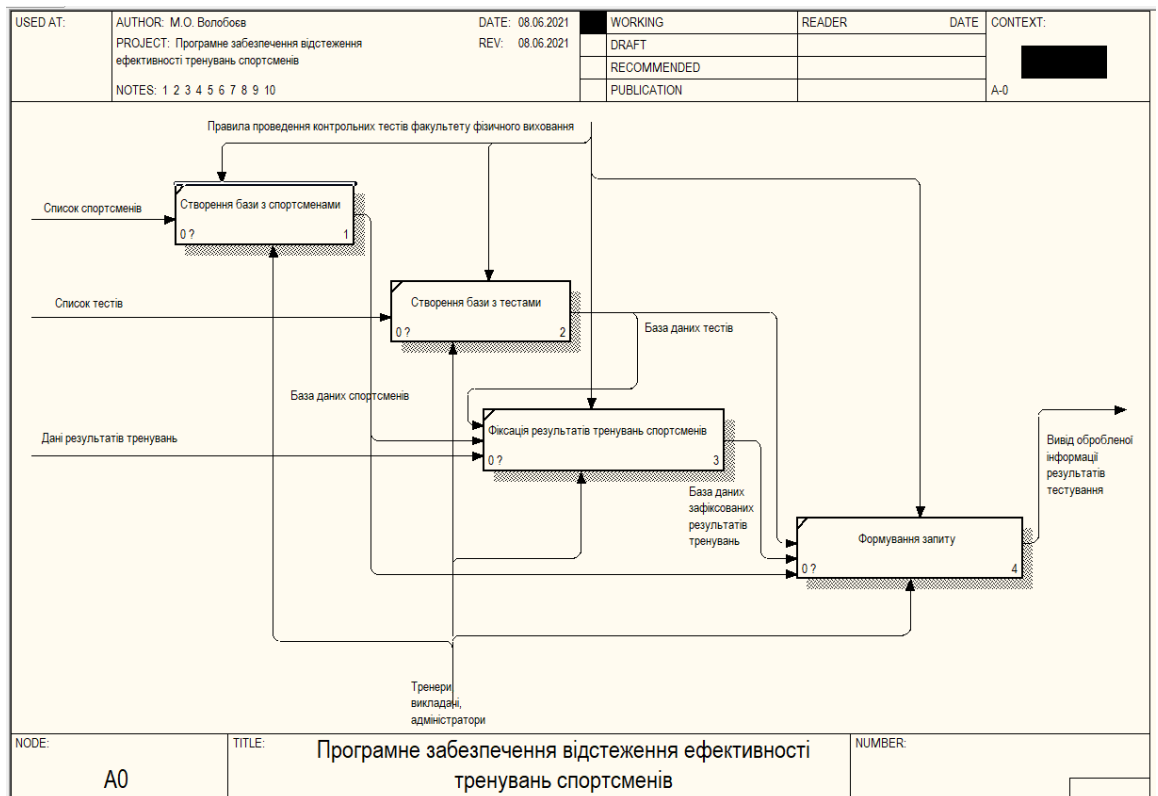 USED AT:
AUTHOR: М.О. Волобоєв
DATE: 08.06.2021
PROJECT: Програмне забезпечення відстеження
ефективності тренувань спортсменів
REV: 08.06.2021
NOTES: 1 2 3 4 5 6 7 8 9 10
WORKING
DRAFT
RECOMMENDED
PUBLICATION
READER
DATE
CONTEXT:
A-0
Правила проведення контрольних тестів факультету фізичного виховання
Список спортсменів
Створення бази з спортсменами
0 ?
1
Список тестів
Створення бази з тестами
0 ?
2
База даних тестів
База даних спортсменів
Дані результатів тренувань
Фіксація результатів тренувань спортсменів
0 ?
3
Вивід обробленої
інформації
результатів
тестування
База даних
зафіксованих
результатів
тренувань
Формування запиту
0 ?
4
Тренери,
викладачі,
адміністратори
NODE:
A0
TITLE:
Програмне забезпечення відстеження ефективності
тренувань спортсменів
NUMBER: